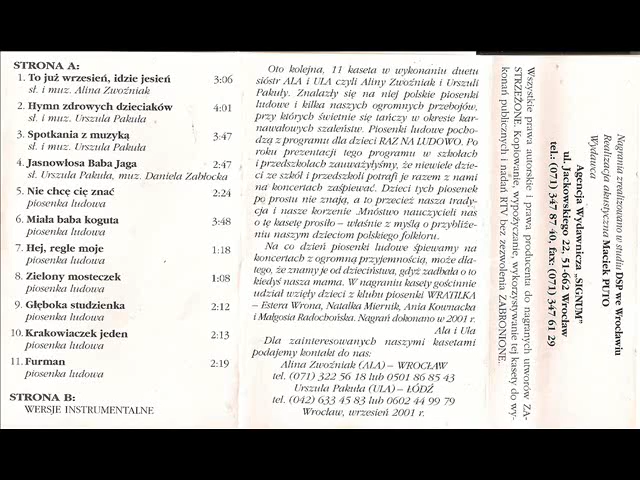 STRONA A:
1. To już wrzesień, idzie jesień 3:06
sł. i muz. Alina Zwoźniak
2. Hymn zdrowych dzieciaków 4:01
sł. i muz. Urszula Pakuła
3. Spotkania z muzyką 3:47
sł. i muz. Urszula Pakuła
4. Jasnowłosa Baba Jaga 2:47
sł. Urszula Pakuła, muz. Daniela Zabłocka
5. Nie chcę cię znać 2:24
piosenka ludowa
6. Miała baba koguta 3:48
piosenka ludowa
7. Hej, regle moje 1:18
piosenka ludowa
8. Zielony mosteczek 1:08
piosenka ludowa
9. Głęboka studzienka 2:12
piosenka ludowa
10. Krakowiaczek jeden 2:13
piosenka ludowa
11. Furman 2:19
piosenka ludowa
STRONA B:
WERSJE INSTRUMENTALNE
Oto kolejna, 11 kaseta w wykonaniu duetu
sióstr ALA i ULA czyli Aliny Zwoźniak i Urszuli
Pakuły. Znalazły się na niej polskie piosenki
ludowe i kilka naszych ogromnych przebojów,
przy których świetnie się tańczy w okresie kar-
nawałowych szaleństw. Piosenki ludowe pocho-
dzą z programu dla dzieci RAZ NA LUDOWO. Po
roku prezentacji tego programu w szkołach
i przedszkolach zauważyłyśmy, że niewiele dzie-
ci ze szkół i przedszkoli potrafi je razem z nami
na koncertach zaśpiewać. Dzieci tych piosenek
po prostu nie znają, a to przecież nasza trady-
cja i nasze korzenie .Mnóstwo nauczycieli nas
o tę kasetę prosiło – właśnie z myślą o przybliże-
niu naszym dzieciom polskiego folkloru.
Na co dzień piosenki ludowe śpiewamy na
koncertach z ogromną przyjemnością, może dla-
tego, że znamy je od dzieciństwa, gdyż zadbała o to
kiedyś nasza mama. W nagraniu kasety gościnnie
udział wzięły dzieci z klubu piosenki WRATILKA
– Estera Wrona, Natalka Miernik, Ania Kownacka
i Małgosia Radochońska. Nagrań dokonano w 2001 r.
Ala i Ula
Dla zainteresowanych naszymi kasetami
podajemy kontakt do nas:
Alina Zwoźniak (ALA) – WROCŁAW
tel. (071) 322 56 18 lub 0501 86 85 43
Urszula Pakuła (ULA) – ŁÓDŹ
tel. (042) 633 45 83 lub 0602 44 99 79
Wrocław, wrzesień 2001 r.
Nagrania zrealizowano w studiu DSP we Wrocławiu
Realizacja akustyczna Maciek PUTO
Wydawca
Agencja Wydawnicza „SIGNUM"
ul. Jackowskiego 22, 51-662 Wrocław
tel.: (071) 347 87 40, fax: (071) 347 61 29
Wszystkie prawa autorskie i prawa producenta do nagranych utworów ZA-
STRZEŻONE. Kopiowanie, wypożyczanie, wykorzystywanie tej kasety do wy-
konań publicznych i nadań RTV bez zezwolenia ZABRONIONE.